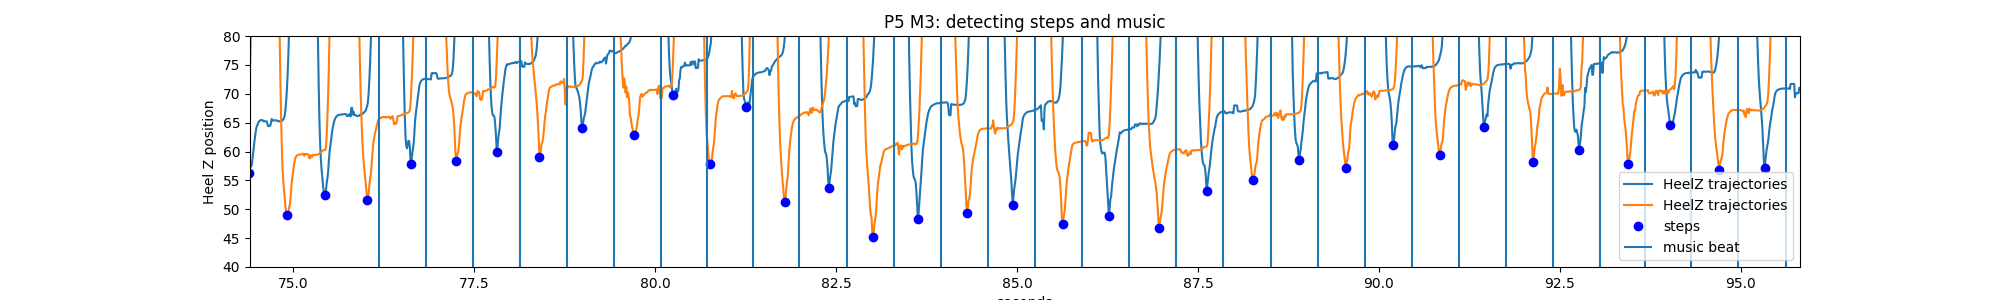 P5 M3: detecting steps and music
80
75
70
65
60
55
50
45
40
Heel Z position
HeelZ trajectories
HeelZ trajectories
steps
music beat
75.0 77.5 80.0 82.5 85.0 87.5 90.0 92.5 95.0
seconds